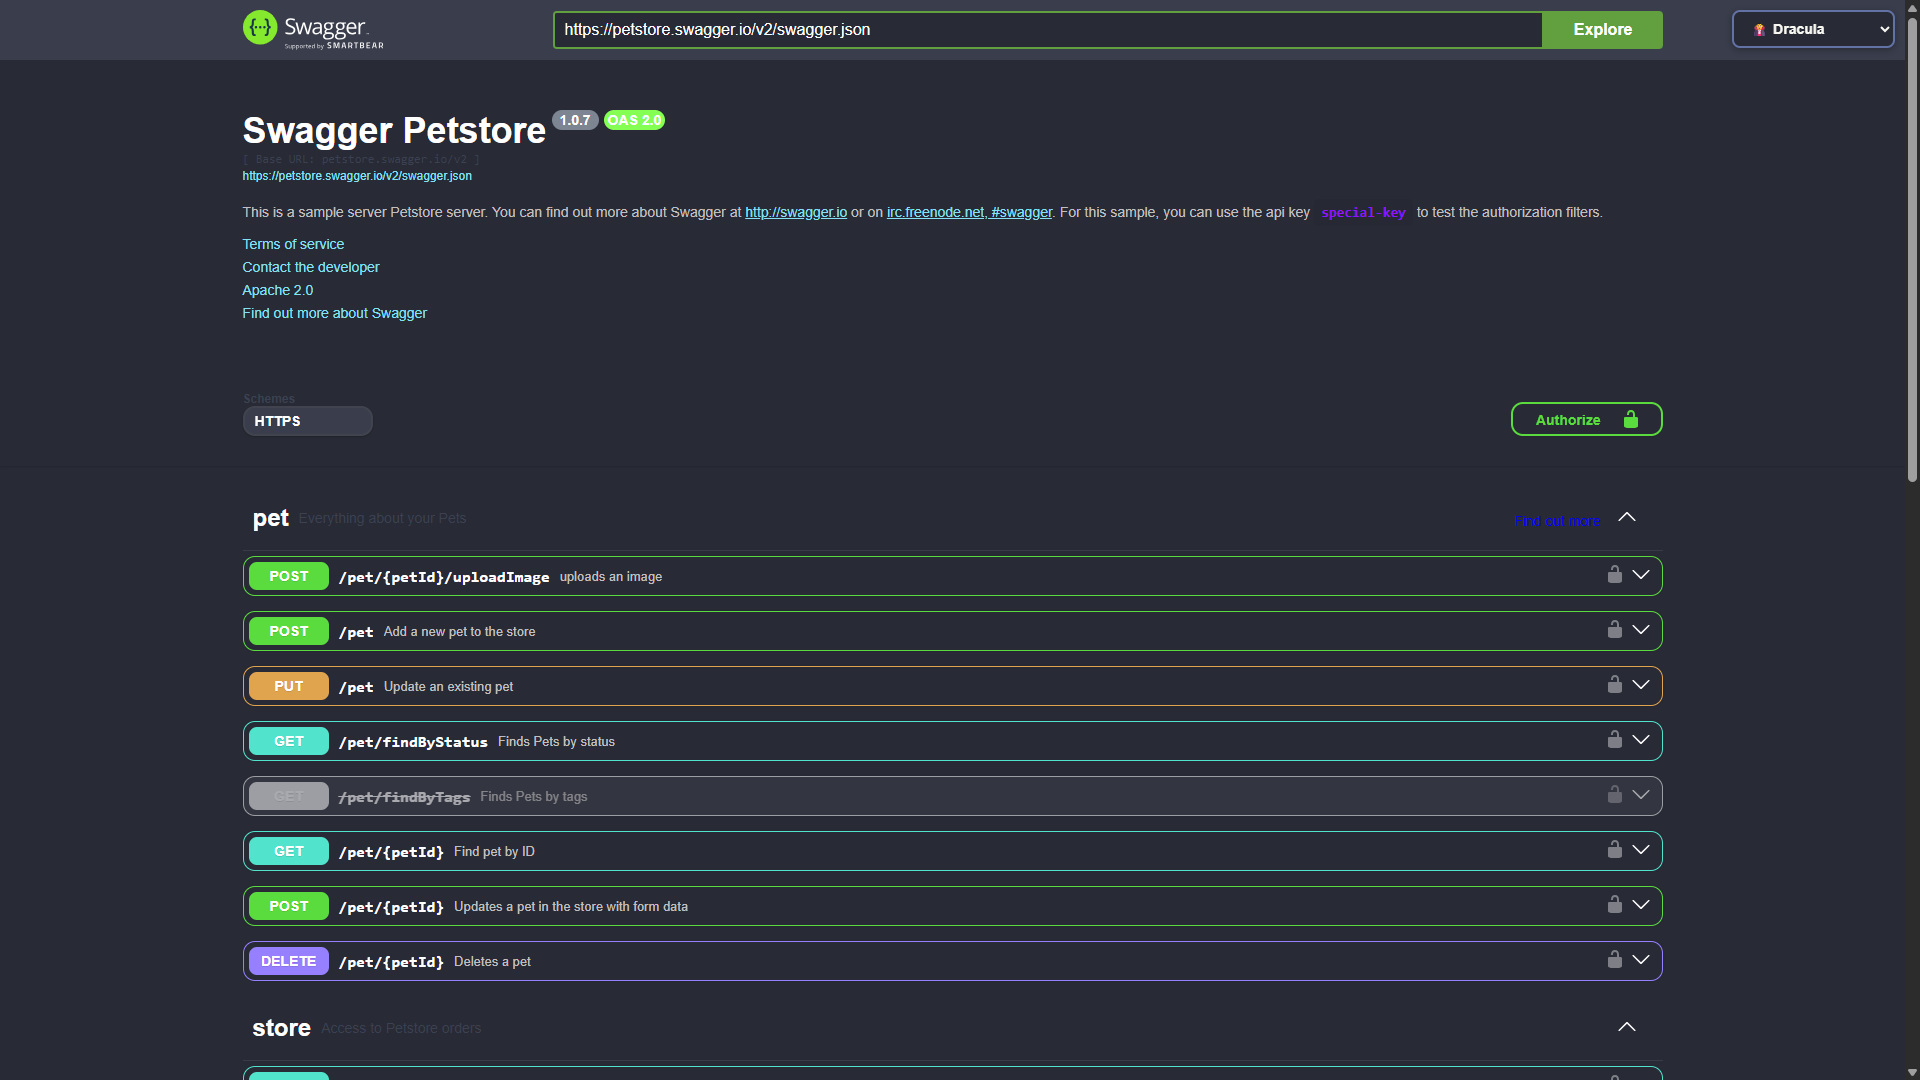 Swagger
Supported by SMARTBEAR
https://petstore.swagger.io/v2/swagger.json
Explore
Dracula
Swagger Petstore 1.0.7 OAS 2.0
[ Base URL: petstore.swagger.io/v2 ]
https://petstore.swagger.io/v2/swagger.json
This is a sample server Petstore server. You can find out more about Swagger at http://swagger.io or on irc.freenode.net, #swagger. For this sample, you can use the api key special-key to test the authorization filters.
Terms of service
Contact the developer
Apache 2.0
Find out more about Swagger
Schemes
HTTPS
Authorize
pet Everything about your Pets Find out more
POST /pet/{petId}/uploadImage uploads an image
POST /pet Add a new pet to the store
PUT /pet Update an existing pet
GET /pet/findByStatus Finds Pets by status
GET /pet/findByTags Finds Pets by tags
GET /pet/{petId} Find pet by ID
POST /pet/{petId} Updates a pet in the store with form data
DELETE /pet/{petId} Deletes a pet
store Access to Petstore orders